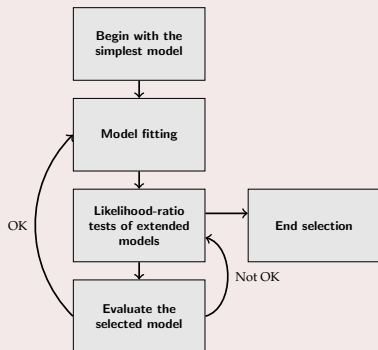 Begin with the
simplest model
Model fitting
OK
Likelihood-ratio
tests of extended
models
End selection
Not OK
Evaluate the
selected model